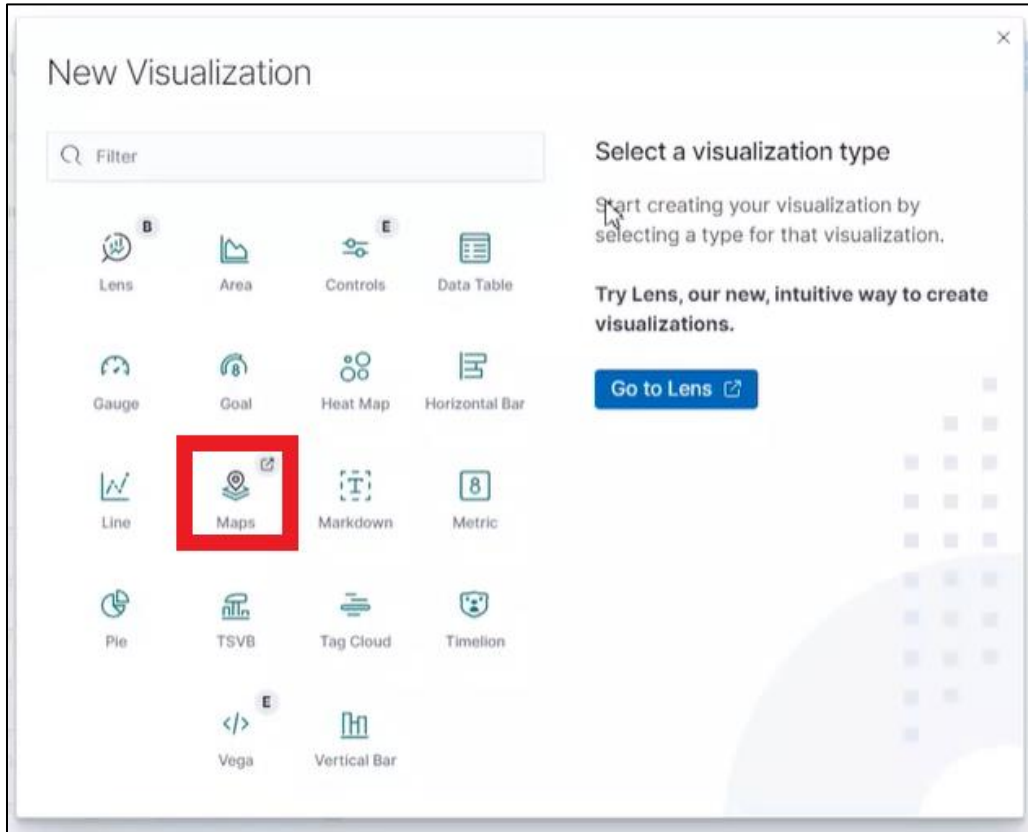 New Visualization
Filter
Select a visualization type
Start creating your visualization by
selecting a type for that visualization.
Try Lens, our new, intuitive way to create
visualizations.
Go to Lens
B
E
Lens Area Controls Data Table
8
Gauge Goal Heat Map Horizontal Bar
T 8
Line Maps Markdown Metric
Pie TSVB Tag Cloud Timelion
E
</>
Vega Vertical Bar